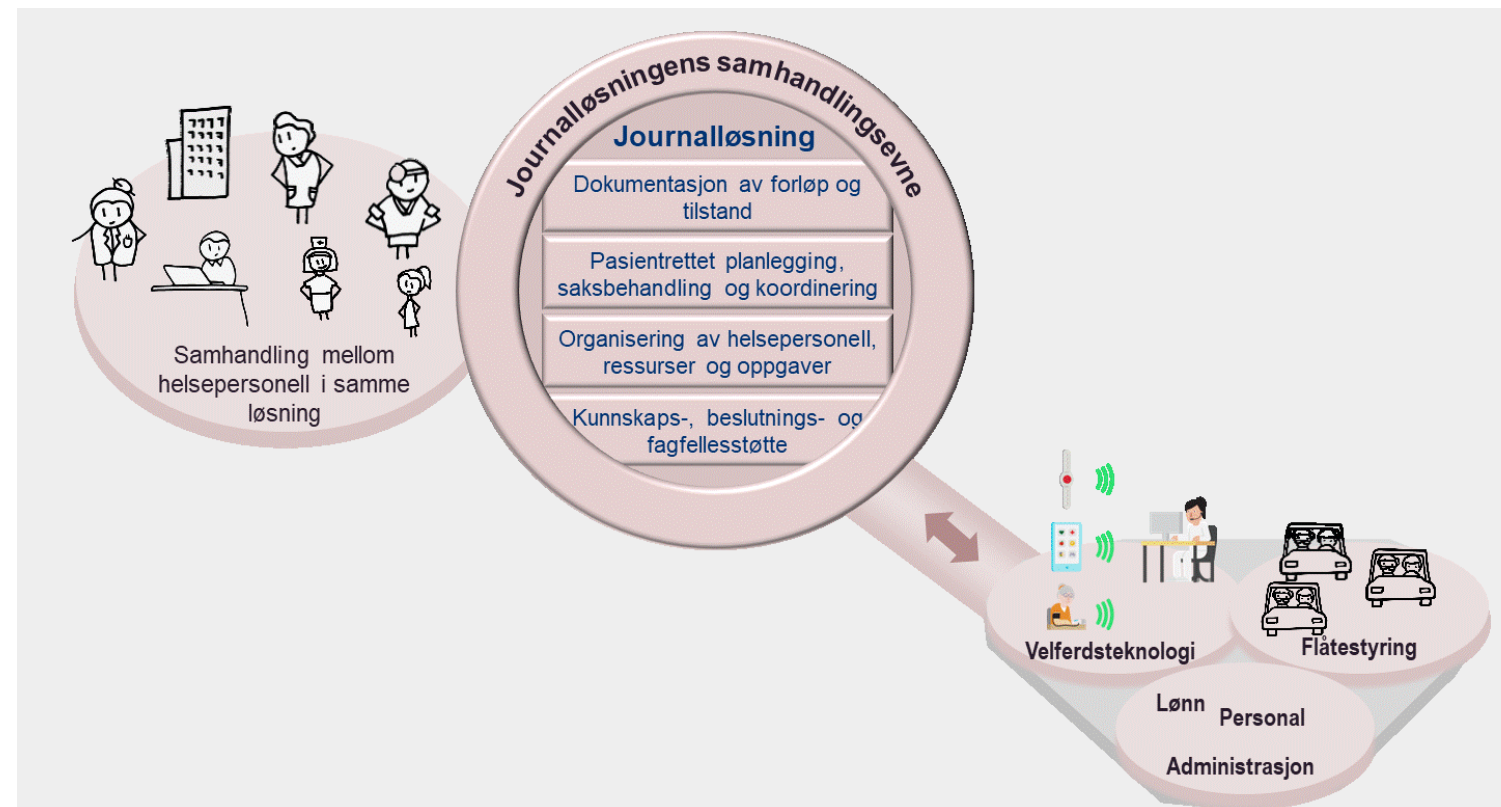 Journalløsningens samhandlingsevne
Journalløsning
Dokumentasjon av forløp og
tilstand
Pasientrettet planlegging,
saksbehandling og koordinering
Organisering av helsepersonell,
ressurser og oppgaver
Kunnskaps-, beslutnings- og
fagfellesstøtte
Samhandling mellom
helsepersonell i samme
løsning
Velferdsteknologi
Flåtestyring
Lønn
Personal
Administrasjon